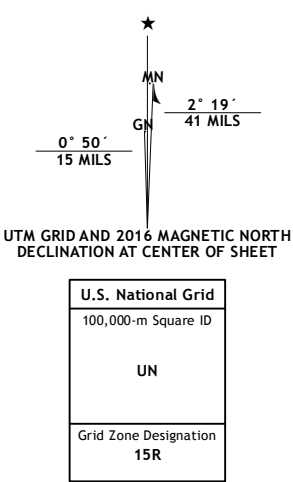 ★
MN
GN
2° 19´
41 MILS
0° 50´
15 MILS
UTM GRID AND 2016 MAGNETIC NORTH
DECLINATION AT CENTER OF SHEET
U.S. National Grid
100,000-m Square ID
UN
Grid Zone Designation
15R